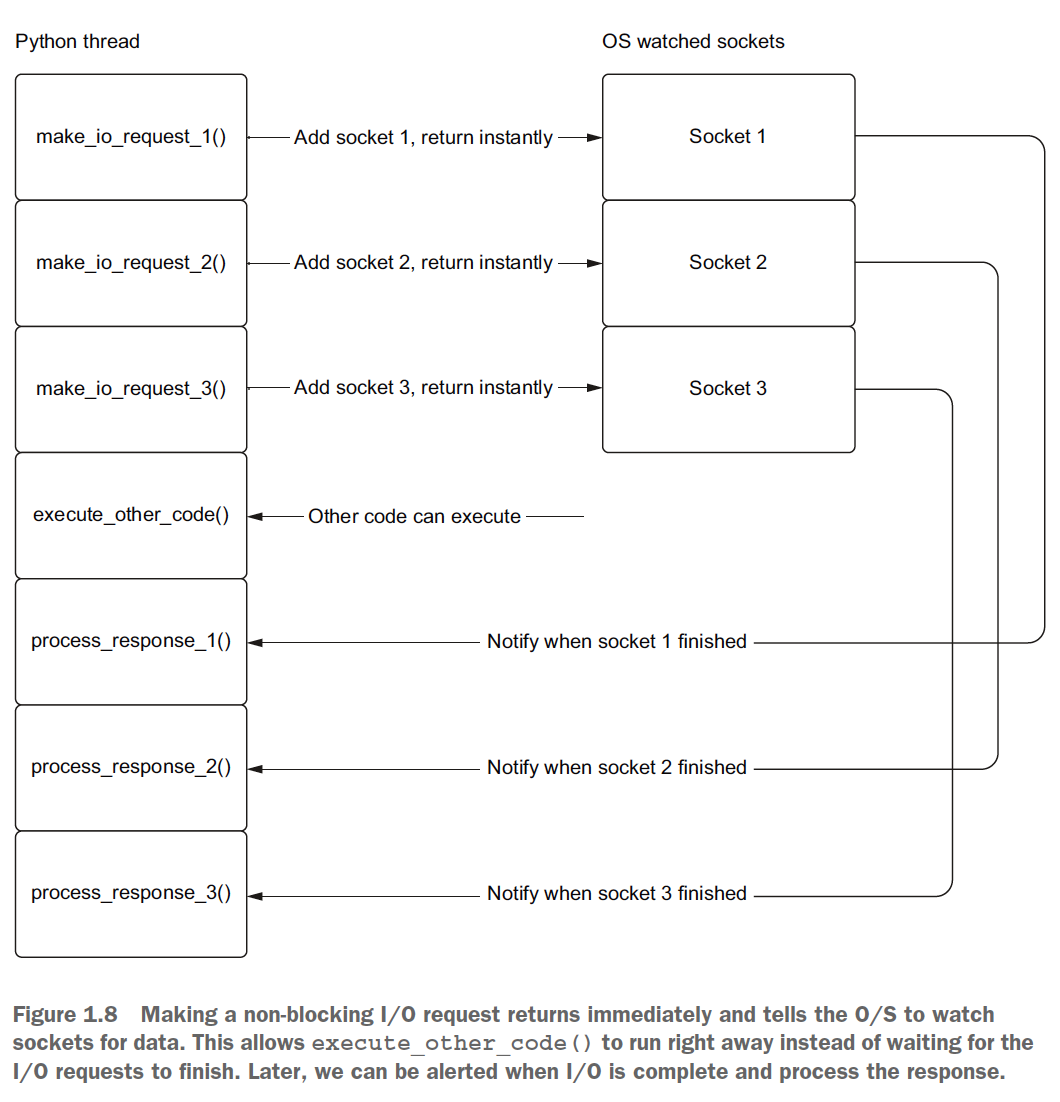 Python thread
OS watched sockets
make_io_request_1()
Add socket 1, return instantly
Socket 1
make_io_request_2()
Add socket 2, return instantly
Socket 2
make_io_request_3()
Add socket 3, return instantly
Socket 3
execute_other_code()
Other code can execute
process_response_1()
Notify when socket 1 finished
process_response_2()
Notify when socket 2 finished
process_response_3()
Notify when socket 3 finished
Figure 1.8 Making a non-blocking I/O request returns immediately and tells the O/S to watch
sockets for data. This allows execute_other_code() to run right away instead of waiting for the
I/O requests to finish. Later, we can be alerted when I/O is complete and process the response.